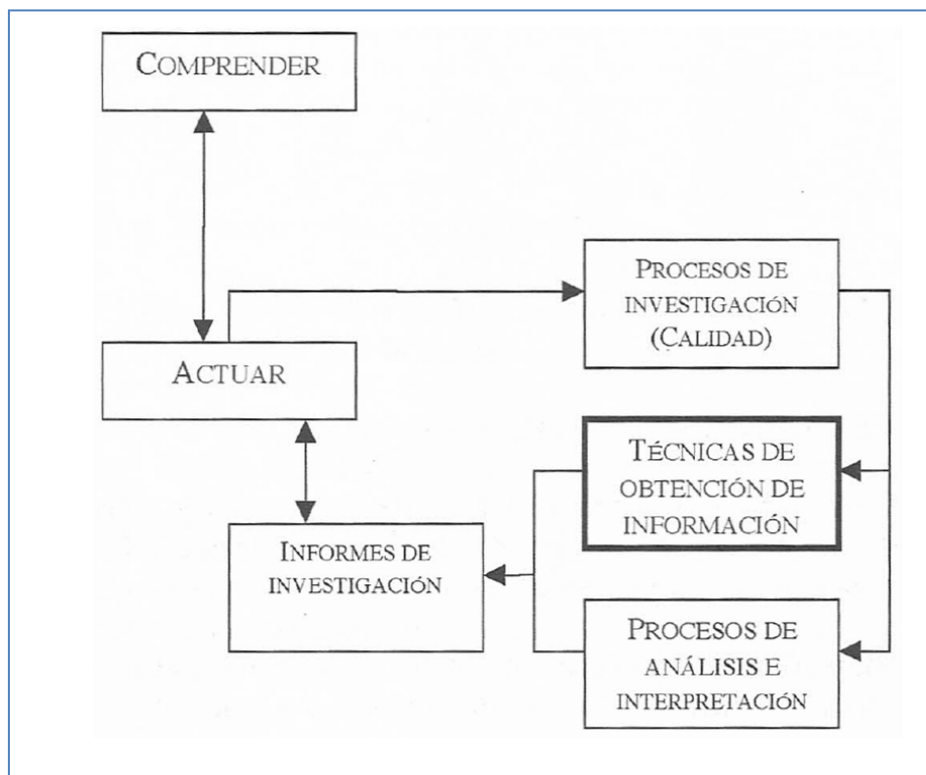 COMPRENDER
PROCESOS DE
INVESTIGACIÓN
(CALIDAD)
ACTUAR
TÉCNICAS DE
OBTENCIÓN DE
INFORMACIÓN
INFORMES DE
INVESTIGACIÓN
PROCESOS DE
ANÁLISIS E
INTERPRETACIÓN